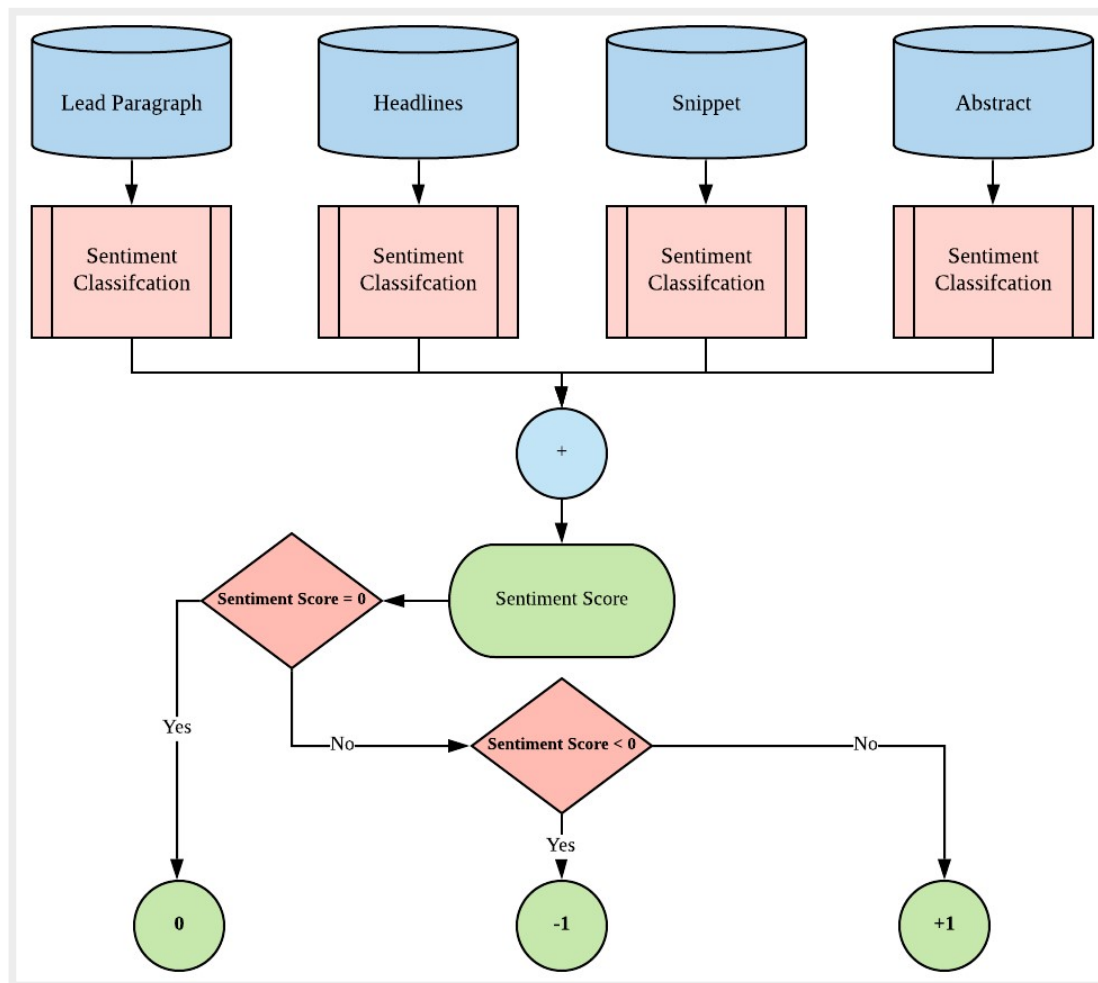 Lead Paragraph
Headlines
Snippet
Abstract
Sentiment
Classifcation
Sentiment
Classifcation
Sentiment
Classifcation
Sentiment
Classifcation
+
Sentiment Score
Sentiment Score = 0
Yes
No
Sentiment Score < 0
No
Yes
0
-1
+1